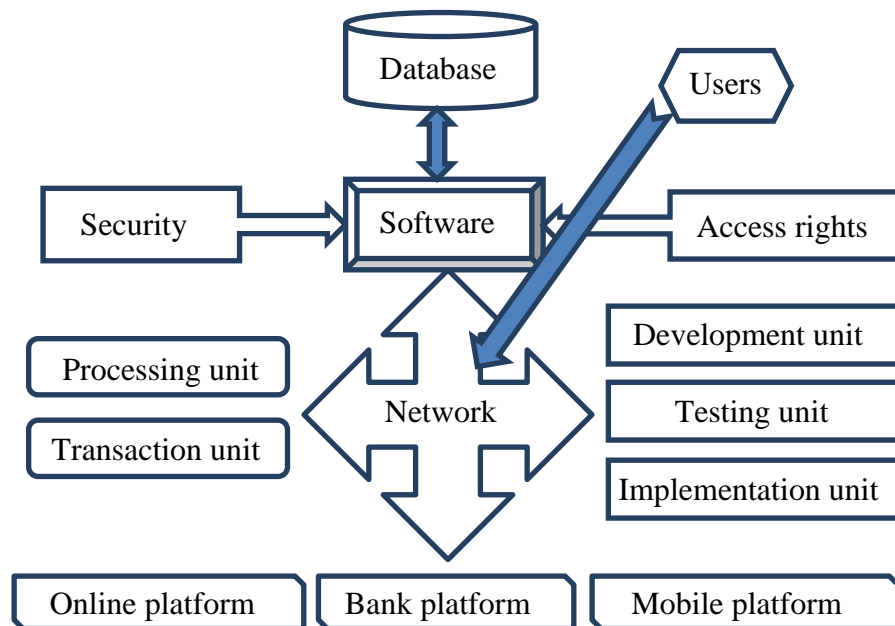 Database
Users
Security
Software
Access rights
Development unit
Processing unit
Network
Testing unit
Transaction unit
Implementation unit
Online platform
Bank platform
Mobile platform